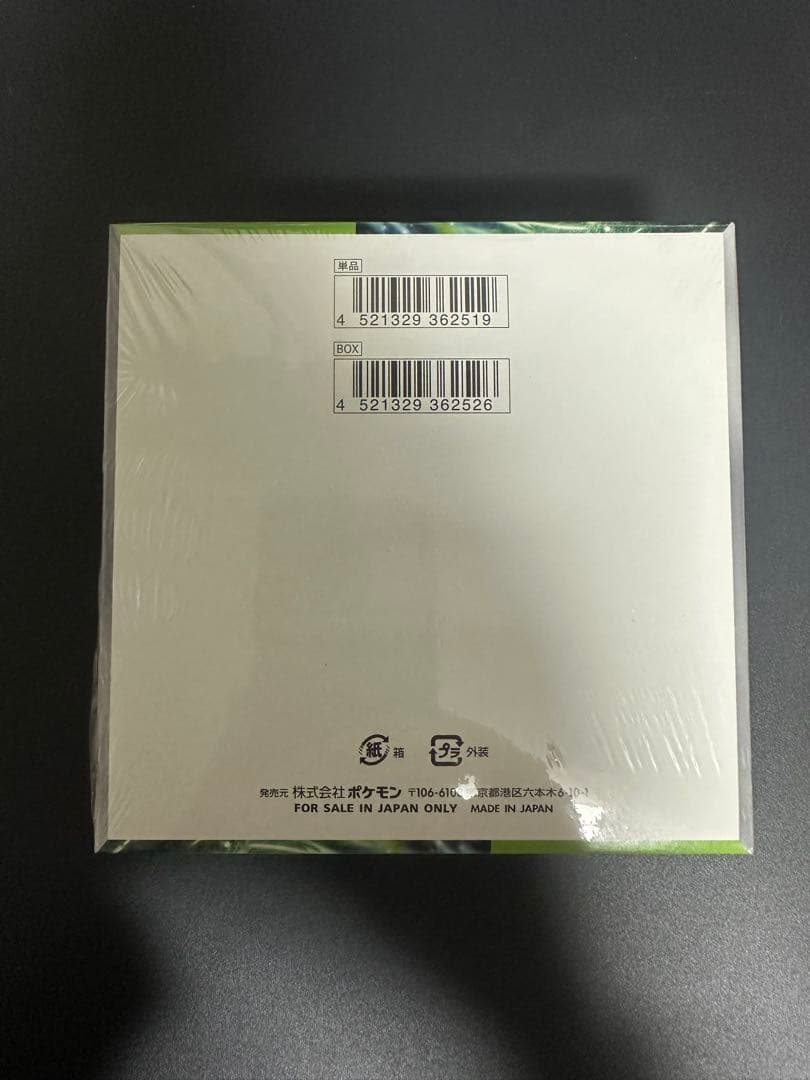 単品
4 521329 362519
BOX
4 521329 362526
紙 箱 プラ 外装
発売元 株式会社ポケモン 〒106-610 京都港区六本木6-10-1
FOR SALE IN JAPAN ONLY MADE IN JAPAN